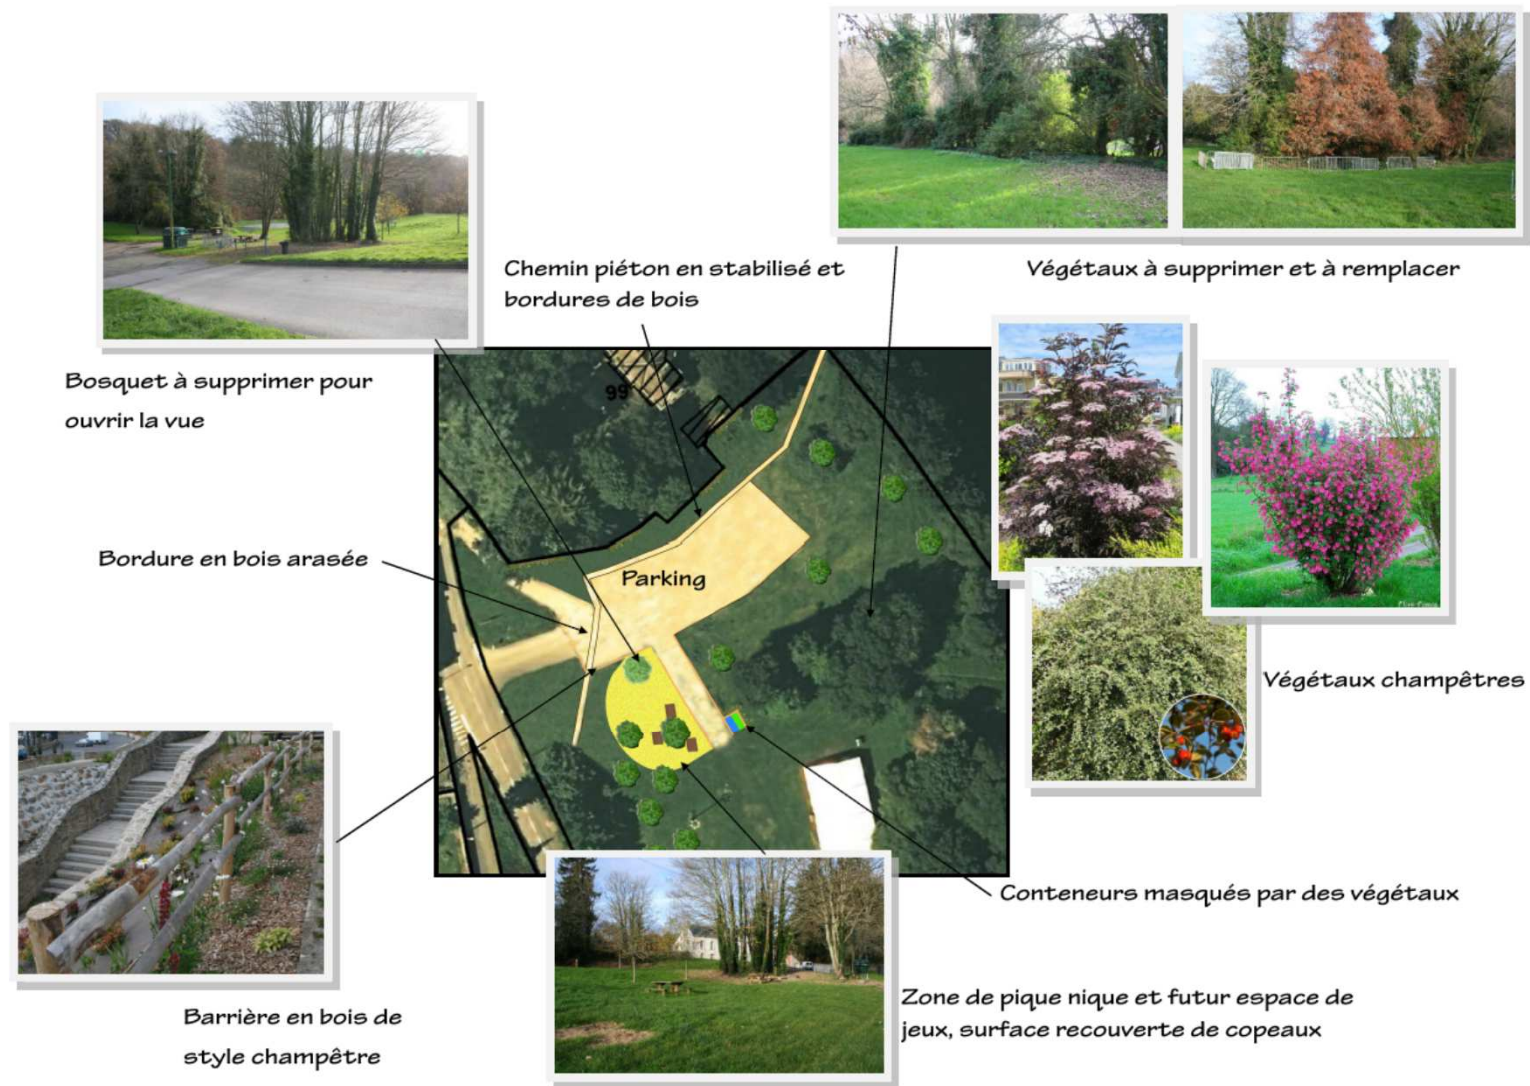 Chemin piéton en stabilisé et
bordures de bois
Végétaux à supprimer et à remplacer
Bosquet à supprimer pour
ouvrir la vue
99
Bordure en bois arasée
Parking
Végétaux champêtres
Conteneurs masqués par des végétaux
Barrière en bois de
style champêtre
Zone de pique nique et futur espace de
jeux, surface recouverte de copeaux